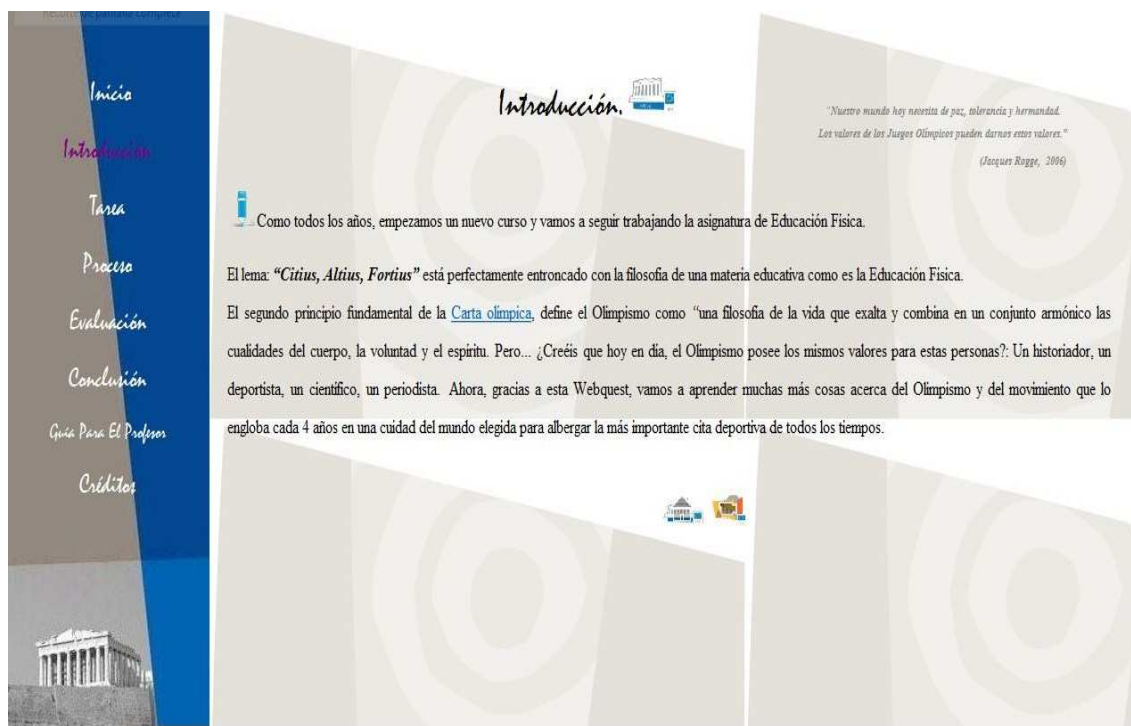 Recorte de pantalla completa
Inicio
Introducción
Tarea
Proceso
Evaluación
Conclusión
Guía Para El Profesor
Créditos
Introducción.
"Nuestro mundo hoy necesita de paz, tolerancia y hermandad.
Los valores de los Juegos Olímpicos pueden darnos estos valores."
(Jacques Rogge, 2006)
Como todos los años, empezamos un nuevo curso y vamos a seguir trabajando la asignatura de Educación Física.
El lema: "Citius, Altius, Fortius" está perfectamente entroncado con la filosofía de una materia educativa como es la Educación Física.
El segundo principio fundamental de la Carta olímpica, define el Olimpismo como "una filosofía de la vida que exalta y combina en un conjunto armónico las
cualidades del cuerpo, la voluntad y el espíritu. Pero... ¿Creéis que hoy en día, el Olimpismo posee los mismos valores para estas personas?: Un historiador, un
deportista, un científico, un periodista. Ahora, gracias a esta Webquest, vamos a aprender muchas más cosas acerca del Olimpismo y del movimiento que lo
engloba cada 4 años en una cuidad del mundo elegida para albergar la más importante cita deportiva de todos los tiempos.